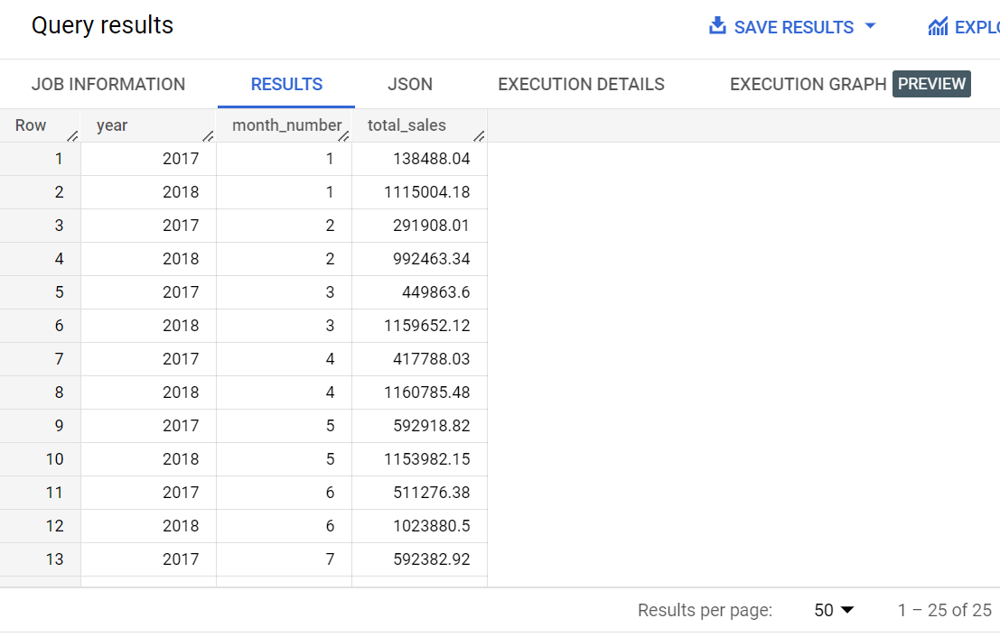 Query results
SAVE RESULTS
EXPLO
JOB INFORMATION RESULTS JSON EXECUTION DETAILS EXECUTION GRAPH PREVIEW
Row year month_number total_sales
1 2017 1 138488.04
2 2018 1 1115004.18
3 2017 2 291908.01
4 2018 2 992463.34
5 2017 3 449863.6
6 2018 3 1159652.12
7 2017 4 417788.03
8 2018 4 1160785.48
9 2017 5 592918.82
10 2018 5 1153982.15
11 2017 6 511276.38
12 2018 6 1023880.5
13 2017 7 592382.92
Results per page: 50 1 – 25 of 25